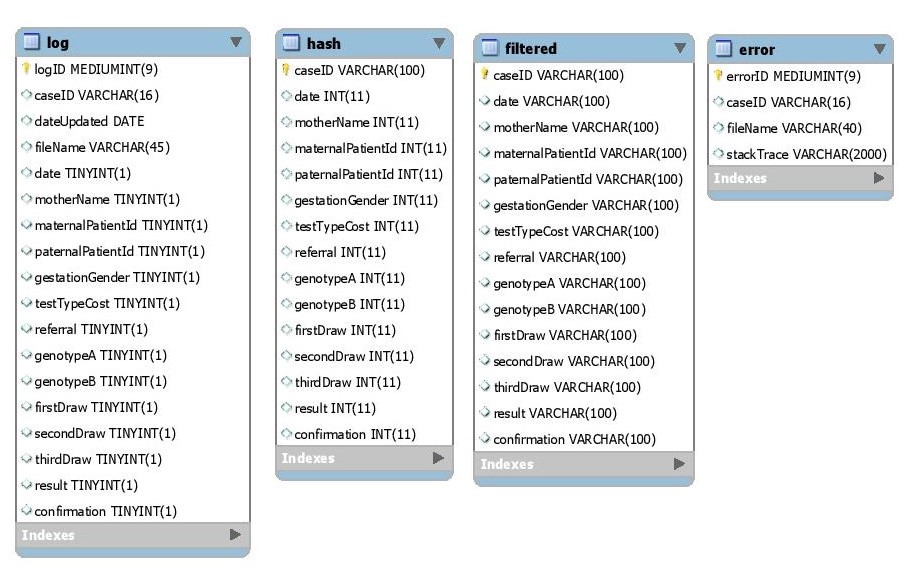 log
logID MEDIUMINT(9)
caseID VARCHAR(16)
dateUpdated DATE
fileName VARCHAR(45)
date TINYINT(1)
motherName TINYINT(1)
maternalPatientId TINYINT(1)
paternalPatientId TINYINT(1)
gestationGender TINYINT(1)
testTypeCost TINYINT(1)
referral TINYINT(1)
genotypeA TINYINT(1)
genotypeB TINYINT(1)
firstDraw TINYINT(1)
secondDraw TINYINT(1)
thirdDraw TINYINT(1)
result TINYINT(1)
confirmation TINYINT(1)
Indexes
hash
caseID VARCHAR(100)
date INT(11)
motherName INT(11)
maternalPatientId INT(11)
paternalPatientId INT(11)
gestationGender INT(11)
testTypeCost INT(11)
referral INT(11)
genotypeA INT(11)
genotypeB INT(11)
firstDraw INT(11)
secondDraw INT(11)
thirdDraw INT(11)
result INT(11)
confirmation INT(11)
Indexes
filtered
caseID VARCHAR(100)
date VARCHAR(100)
motherName VARCHAR(100)
maternalPatientId VARCHAR(100)
paternalPatientId VARCHAR(100)
gestationGender VARCHAR(100)
testTypeCost VARCHAR(100)
referral VARCHAR(100)
genotypeA VARCHAR(100)
genotypeB VARCHAR(100)
firstDraw VARCHAR(100)
secondDraw VARCHAR(100)
thirdDraw VARCHAR(100)
result VARCHAR(100)
confirmation VARCHAR(100)
Indexes
error
errorID MEDIUMINT(9)
caseID VARCHAR(16)
fileName VARCHAR(40)
stackTrace VARCHAR(2000)
Indexes